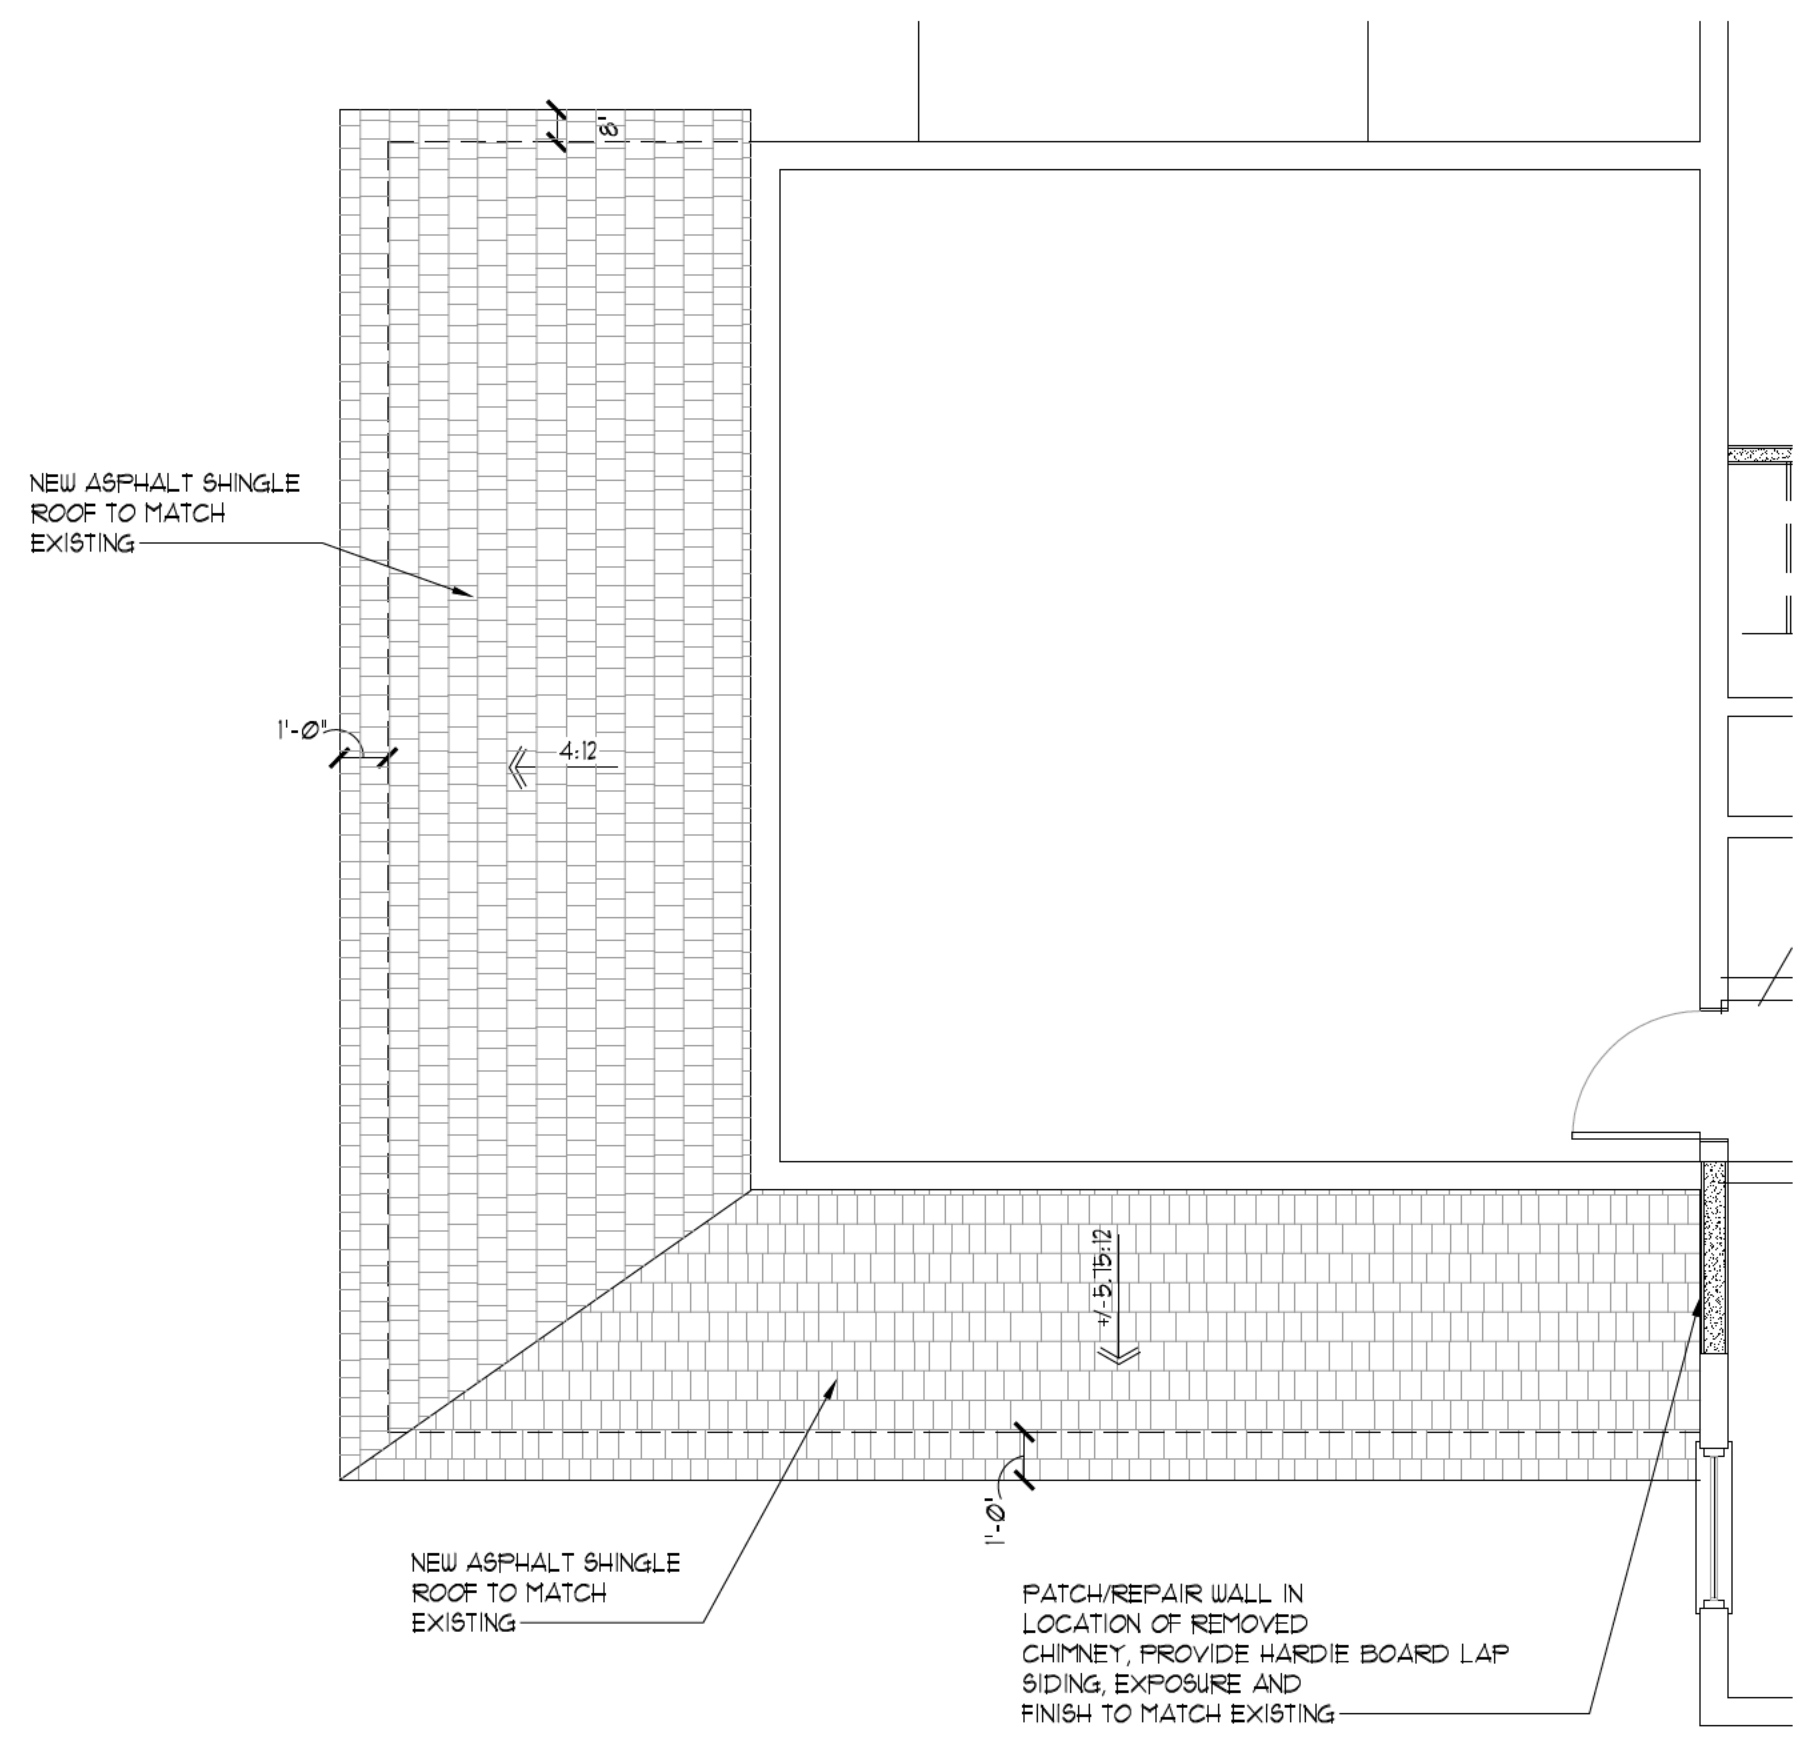 8"
NEW ASPHALT SHINGLE
ROOF TO MATCH
EXISTING
1'-0"
4:12
+/-5.15:12
1'-0"
NEW ASPHALT SHINGLE
ROOF TO MATCH
EXISTING
PATCH/REPAIR WALL IN
LOCATION OF REMOVED
CHIMNEY, PROVIDE HARDIE BOARD LAP
SIDING, EXPOSURE AND
FINISH TO MATCH EXISTING